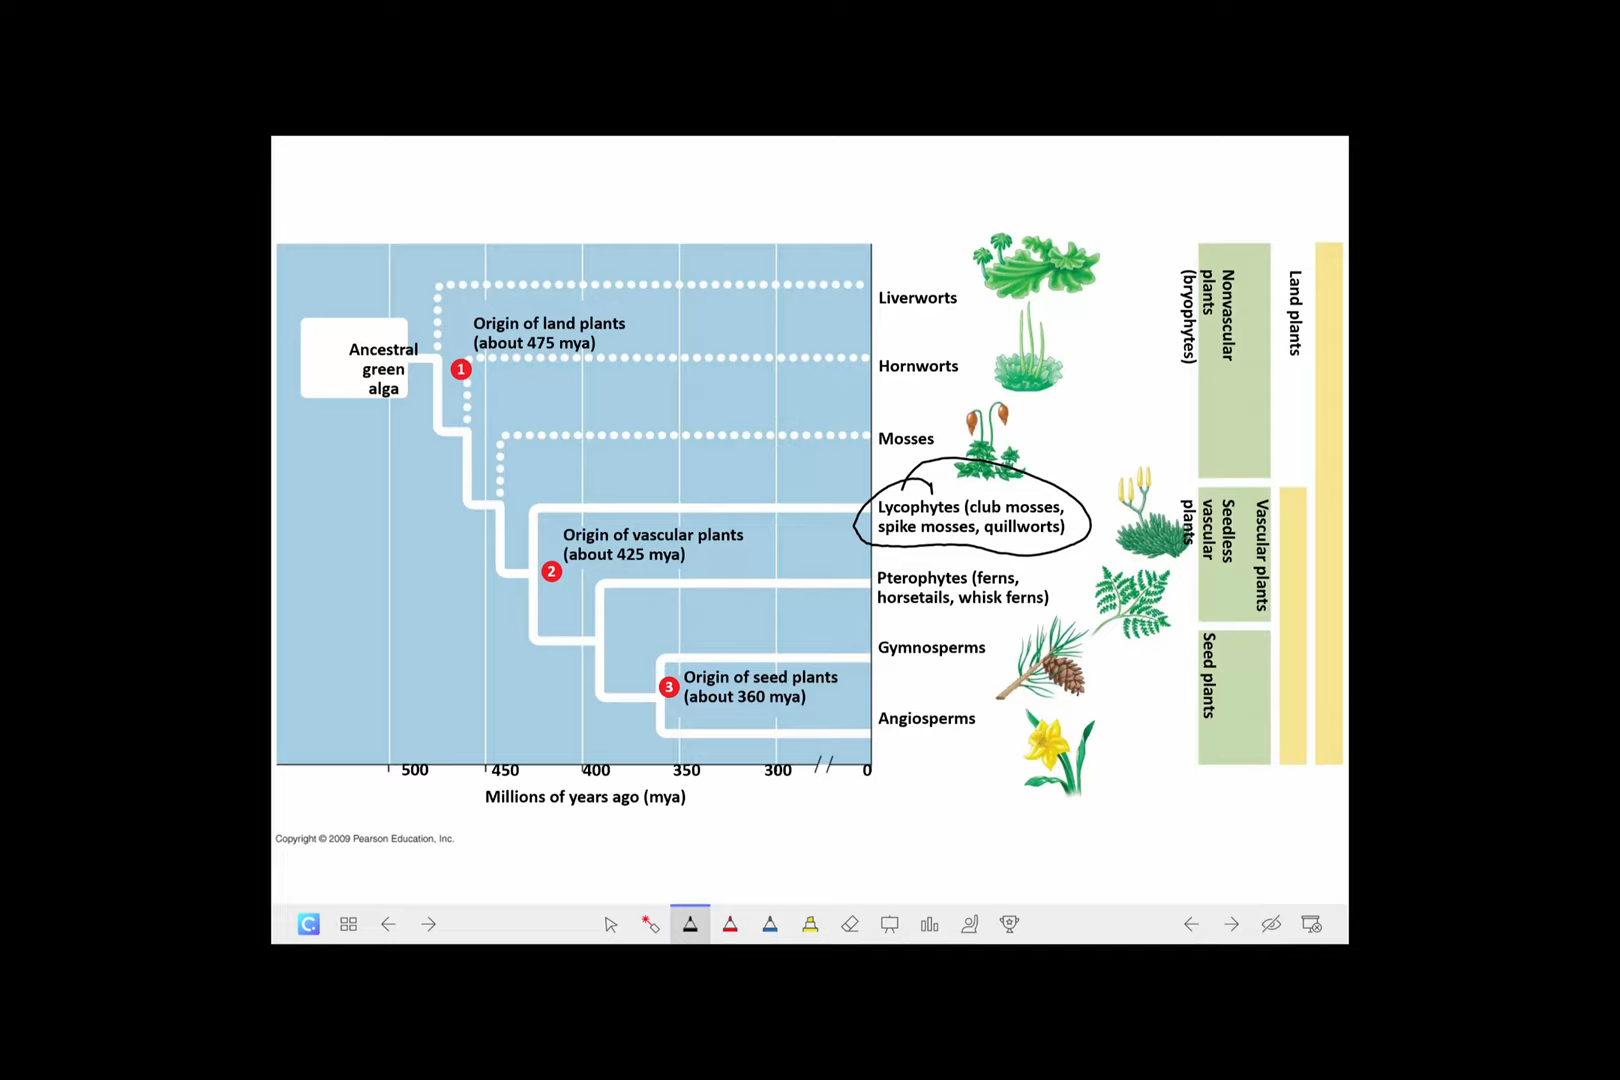 Origin of land plants
(about 475 mya)
Ancestral
green
alga
1
Liverworts
Hornworts
Mosses
Lycophytes (club mosses,
spike mosses, quillworts)
Origin of vascular plants
(about 425 mya)
2
Pterophytes (ferns,
horsetails, whisk ferns)
Gymnosperms
Origin of seed plants
(about 360 mya)
3
Angiosperms
Nonvascular
plants
(bryophytes)
Land plants
Vascular plants
Seedless
vascular
plants
Seed plants
500 450 400 350 300 0
Millions of years ago (mya)
Copyright © 2009 Pearson Education, Inc.